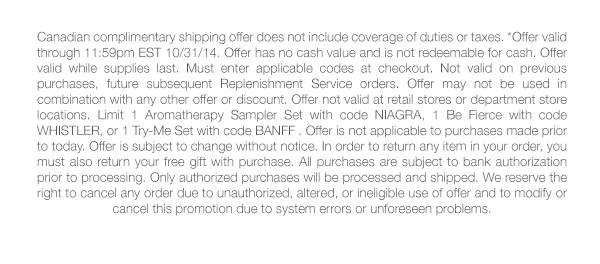 Canadian complimentary shipping offer does not include coverage of duties or taxes. *Offer valid
through 11:59pm EST 10/31/14. Offer has no cash value and is not redeemable for cash. Offer
valid while supplies last. Must enter applicable codes at checkout. Not valid on previous
purchases, future subsequent Replenishment Service orders. Offer may not be used in
combination with any other offer or discount. Offer not valid at retail stores or department store
locations. Limit 1 Aromatherapy Sampler Set with code NIAGRA, 1 Be Fierce with code
WHISTLER, or 1 Try-Me Set with code BANFF . Offer is not applicable to purchases made prior
to today. Offer is subject to change without notice. In order to return any item in your order, you
must also return your free gift with purchase. All purchases are subject to bank authorization
prior to processing. Only authorized purchases will be processed and shipped. We reserve the
right to cancel any order due to unauthorized, altered, or ineligible use of offer and to modify or
cancel this promotion due to system errors or unforeseen problems.